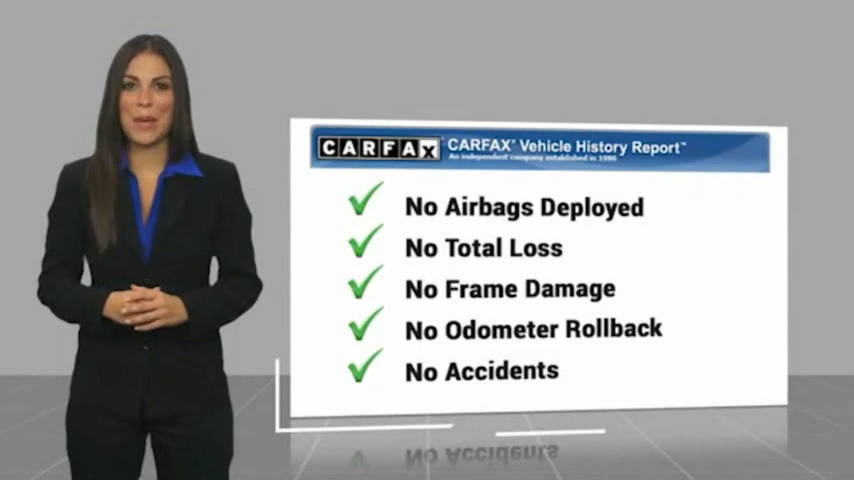 CARFAX CARFAX® Vehicle History Report™
An independent company established in 1986
No Airbags Deployed
No Total Loss
No Frame Damage
No Odometer Rollback
No Accidents
No Accidents